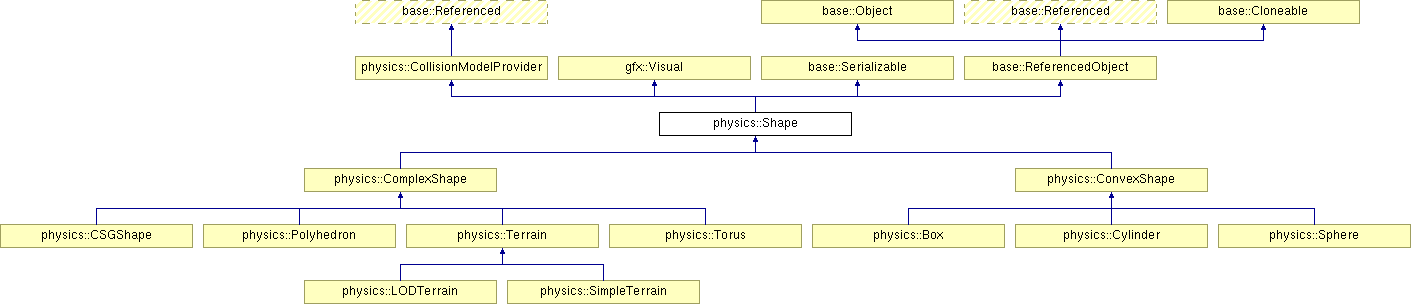 base::Referenced
base::Object
base::Referenced
base::Cloneable
physics::CollisionModelProvider
gfx::Visual
base::Serializable
base::ReferencedObject
physics::Shape
physics::ComplexShape
physics::ConvexShape
physics::CSGShape
physics::Polyhedron
physics::Terrain
physics::Torus
physics::Box
physics::Cylinder
physics::Sphere
physics::LODTerrain
physics::SimpleTerrain